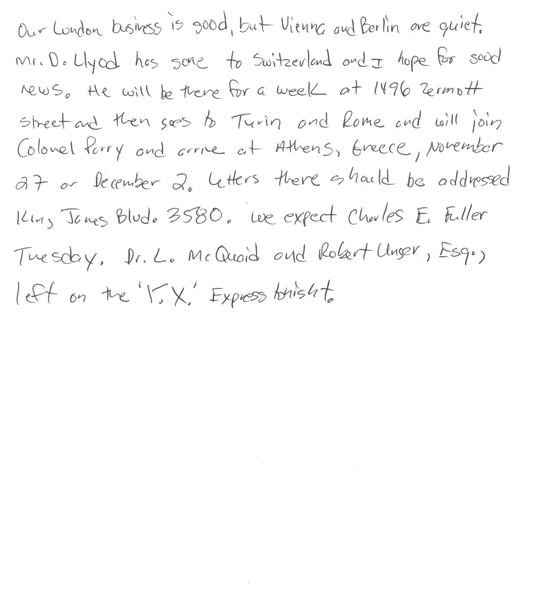 Our London business is good, but Vienna and Berlin are quiet.
Mr. D. Llyod has gone to Switzerland and I hope for good
news. He will be there for a week at 1496 Zermott
street and then goes to Turin and Rome and will join
Colonel Parry and arrive at Athens, Greece, November
27 or December 2. Letters there should be addressed
King James Blvd. 3580. We expect Charles E. Fuller
Tuesday. Dr. L. McQuaid and Robert Unger, Esq.,
left on the 'Y.X.' Express tonight.